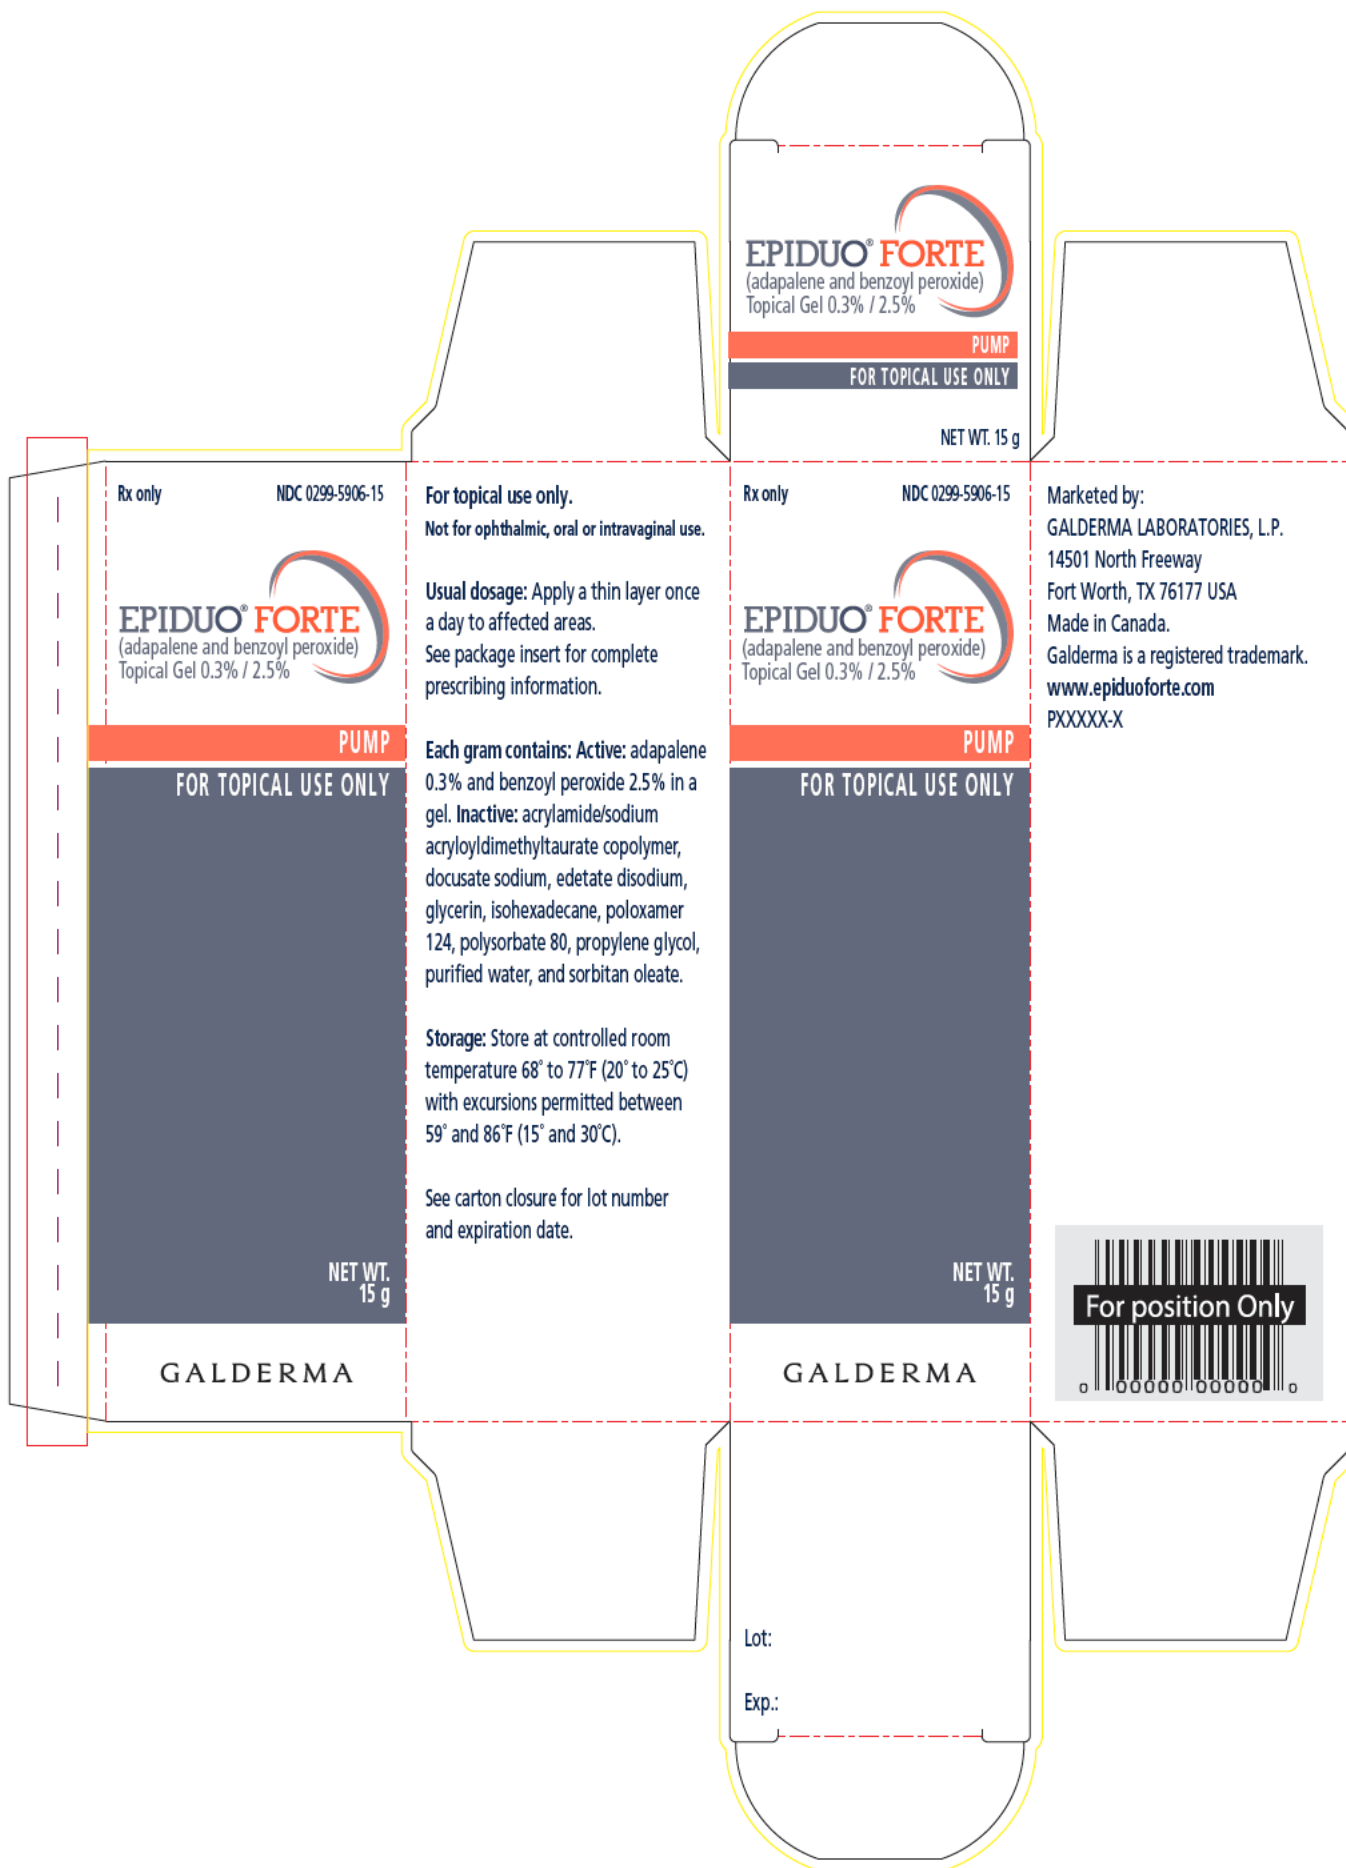 EPIDUO® FORTE
(adapalene and benzoyl peroxide)
Topical Gel 0.3% / 2.5%
PUMP
FOR TOPICAL USE ONLY
NET WT. 15 g
Rx only NDC 0299-5906-15
EPIDUO® FORTE
(adapalene and benzoyl peroxide)
Topical Gel 0.3% / 2.5%
PUMP
FOR TOPICAL USE ONLY
NET WT.
15 g
GALDERMA
For topical use only.
Not for ophthalmic, oral or intravaginal use.
Usual dosage: Apply a thin layer once
a day to affected areas.
See package insert for complete
prescribing information.
Each gram contains: Active: adapalene
0.3% and benzoyl peroxide 2.5% in a
gel. Inactive: acrylamide/sodium
acryloyldimethyltaurate copolymer,
docusate sodium, edetate disodium,
glycerin, isohexadecane, poloxamer
124, polysorbate 80, propylene glycol,
purified water, and sorbitan oleate.
Storage: Store at controlled room
temperature 68° to 77°F (20° to 25°C)
with excursions permitted between
59° and 86°F (15° and 30°C).
See carton closure for lot number
and expiration date.
Rx only NDC 0299-5906-15
EPIDUO® FORTE
(adapalene and benzoyl peroxide)
Topical Gel 0.3% / 2.5%
PUMP
FOR TOPICAL USE ONLY
NET WT.
15 g
GALDERMA
Marketed by:
GALDERMA LABORATORIES, L.P.
14501 North Freeway
Fort Worth, TX 76177 USA
Made in Canada.
Galderma is a registered trademark.
www.epiduoforte.com
PXXXXX-X
For position Only
0 00000 00000 0
Lot:
Exp.: